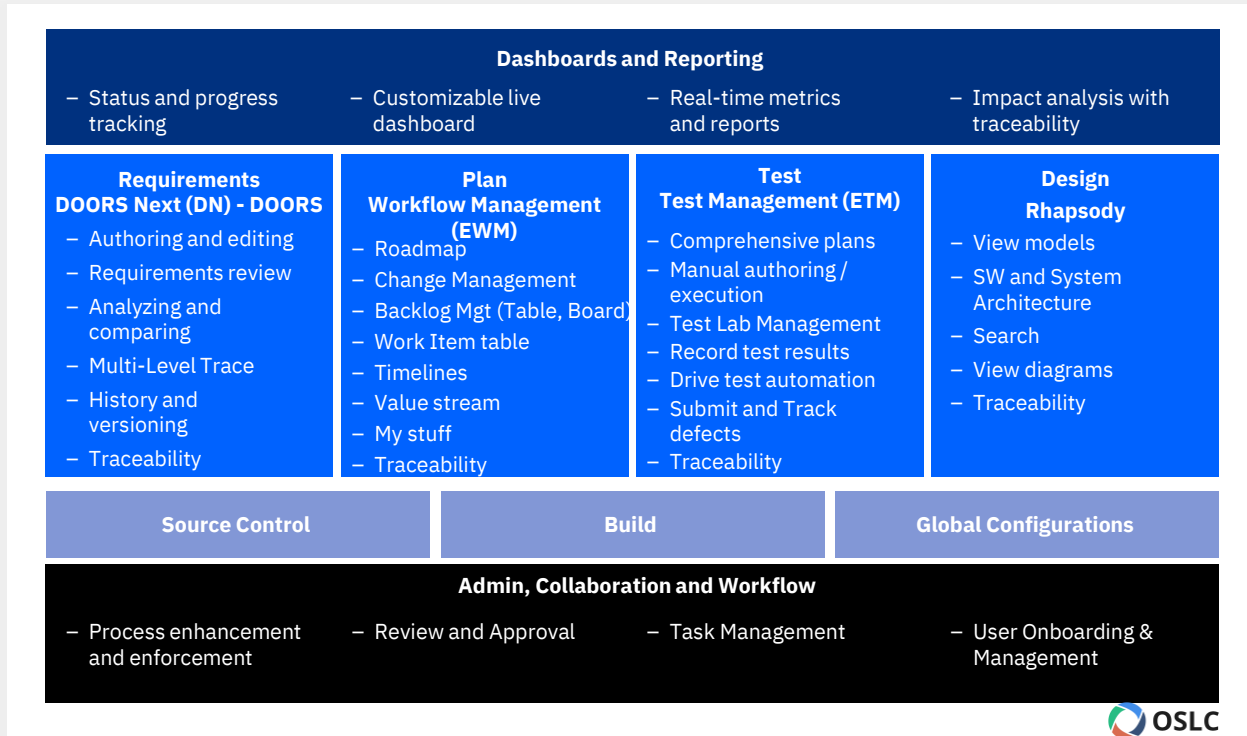 Dashboards and Reporting
– Status and progress
tracking
– Customizable live
dashboard
– Real-time metrics
and reports
– Impact analysis with
traceability
Requirements
DOORS Next (DN) - DOORS
– Authoring and editing
– Requirements review
– Analyzing and
comparing
– Multi-Level Trace
– History and
versioning
– Traceability
Plan
Workflow Management
(EWM)
– Roadmap
– Change Management
– Backlog Mgt (Table, Board)
– Work Item table
– Timelines
– Value stream
– My stuff
– Traceability
Test
Test Management (ETM)
– Comprehensive plans
– Manual authoring /
execution
– Test Lab Management
– Record test results
– Drive test automation
– Submit and Track
defects
– Traceability
Design
Rhapsody
– View models
– SW and System
Architecture
– Search
– View diagrams
– Traceability
Source Control
Build
Global Configurations
Admin, Collaboration and Workflow
– Process enhancement
and enforcement
– Review and Approval
– Task Management
– User Onboarding &
Management
OSLC